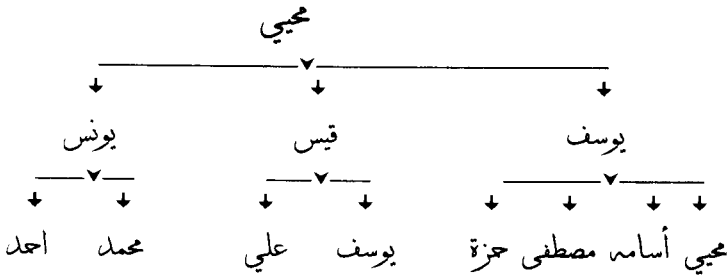 محيي
يوسف قيس يونس
محيي أسامه مصطفى حمزة يوسف علي محمد احمد